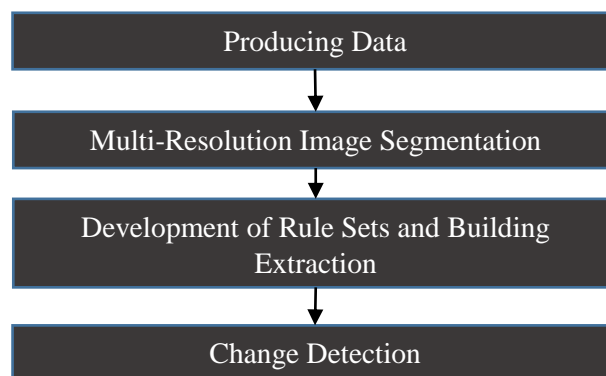 Producing Data
Multi-Resolution Image Segmentation
Development of Rule Sets and Building
Extraction
Change Detection